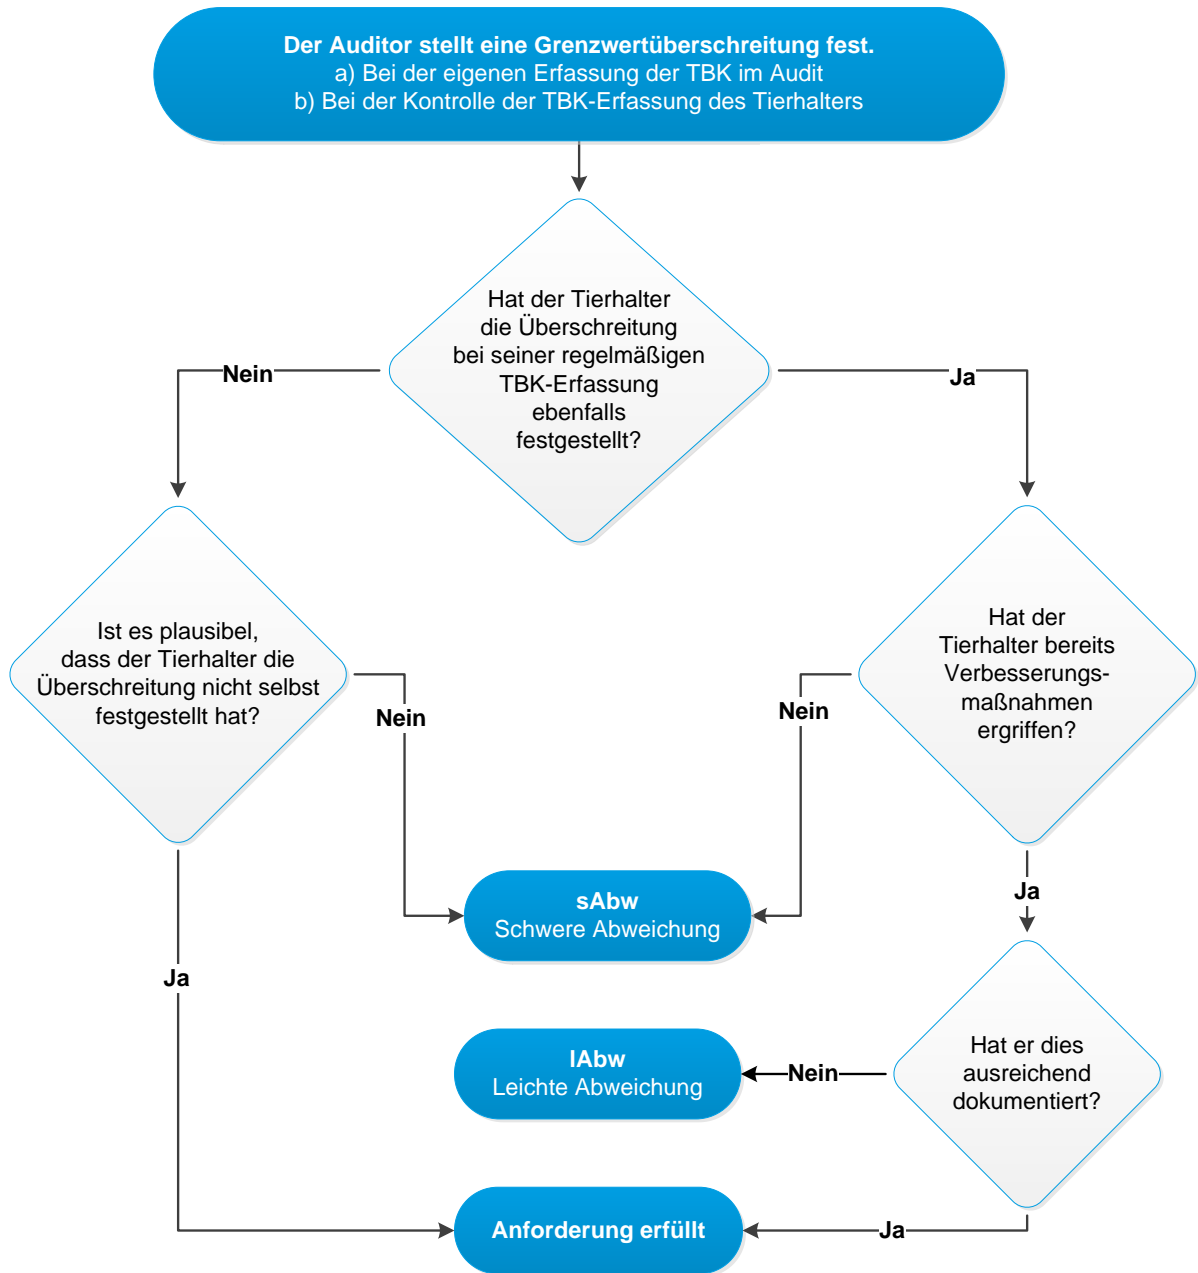 Der Auditor stellt eine Grenzwertüberschreitung fest.
a) Bei der eigenen Erfassung der TBK im Audit
b) Bei der Kontrolle der TBK-Erfassung des Tierhalters
Hat der Tierhalter
die Überschreitung
bei seiner regelmäßigen
TBK-Erfassung
ebenfalls
festgestellt?
Nein
Ja
Ist es plausibel,
dass der Tierhalter die
Überschreitung nicht selbst
festgestellt hat?
Hat der
Tierhalter bereits
Verbesserungs-
maßnahmen
ergriffen?
Nein
Nein
sAbw
Schwere Abweichung
Ja
Ja
lAbw
Leichte Abweichung
Nein
Hat er dies
ausreichend
dokumentiert?
Anforderung erfüllt
Ja